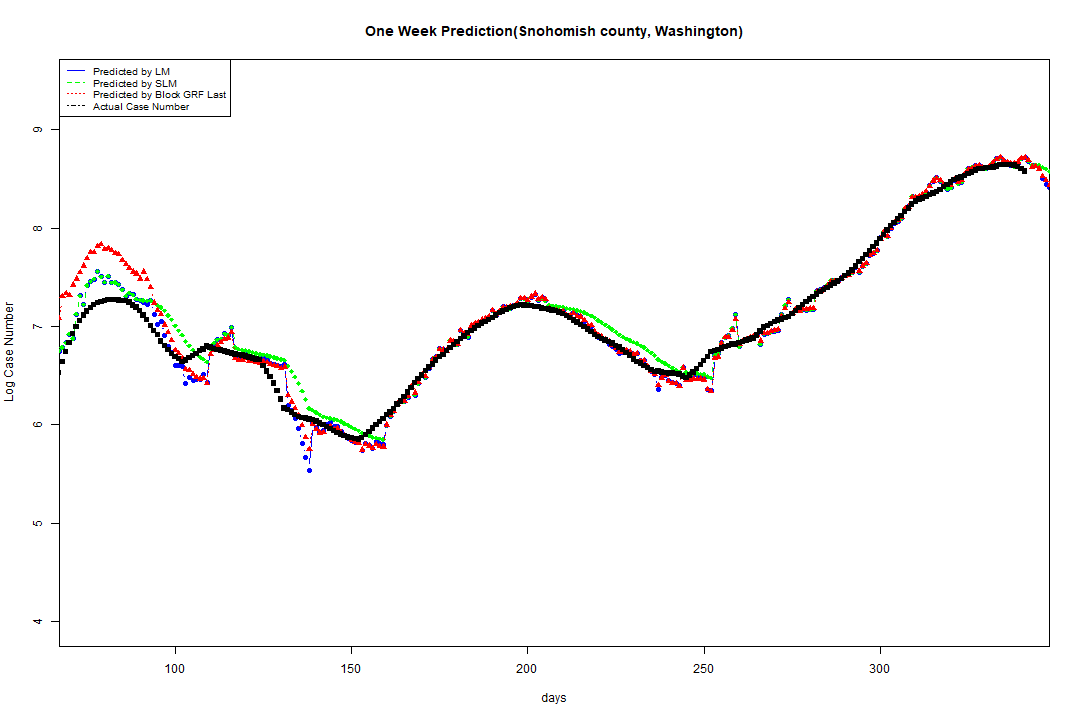 One Week Prediction(Snohomish county, Washington)
Predicted by LM
Predicted by SLM
Predicted by Block GRF Last
Actual Case Number
Log Case Number
9
8
7
6
5
4
100 150 200 250 300
days